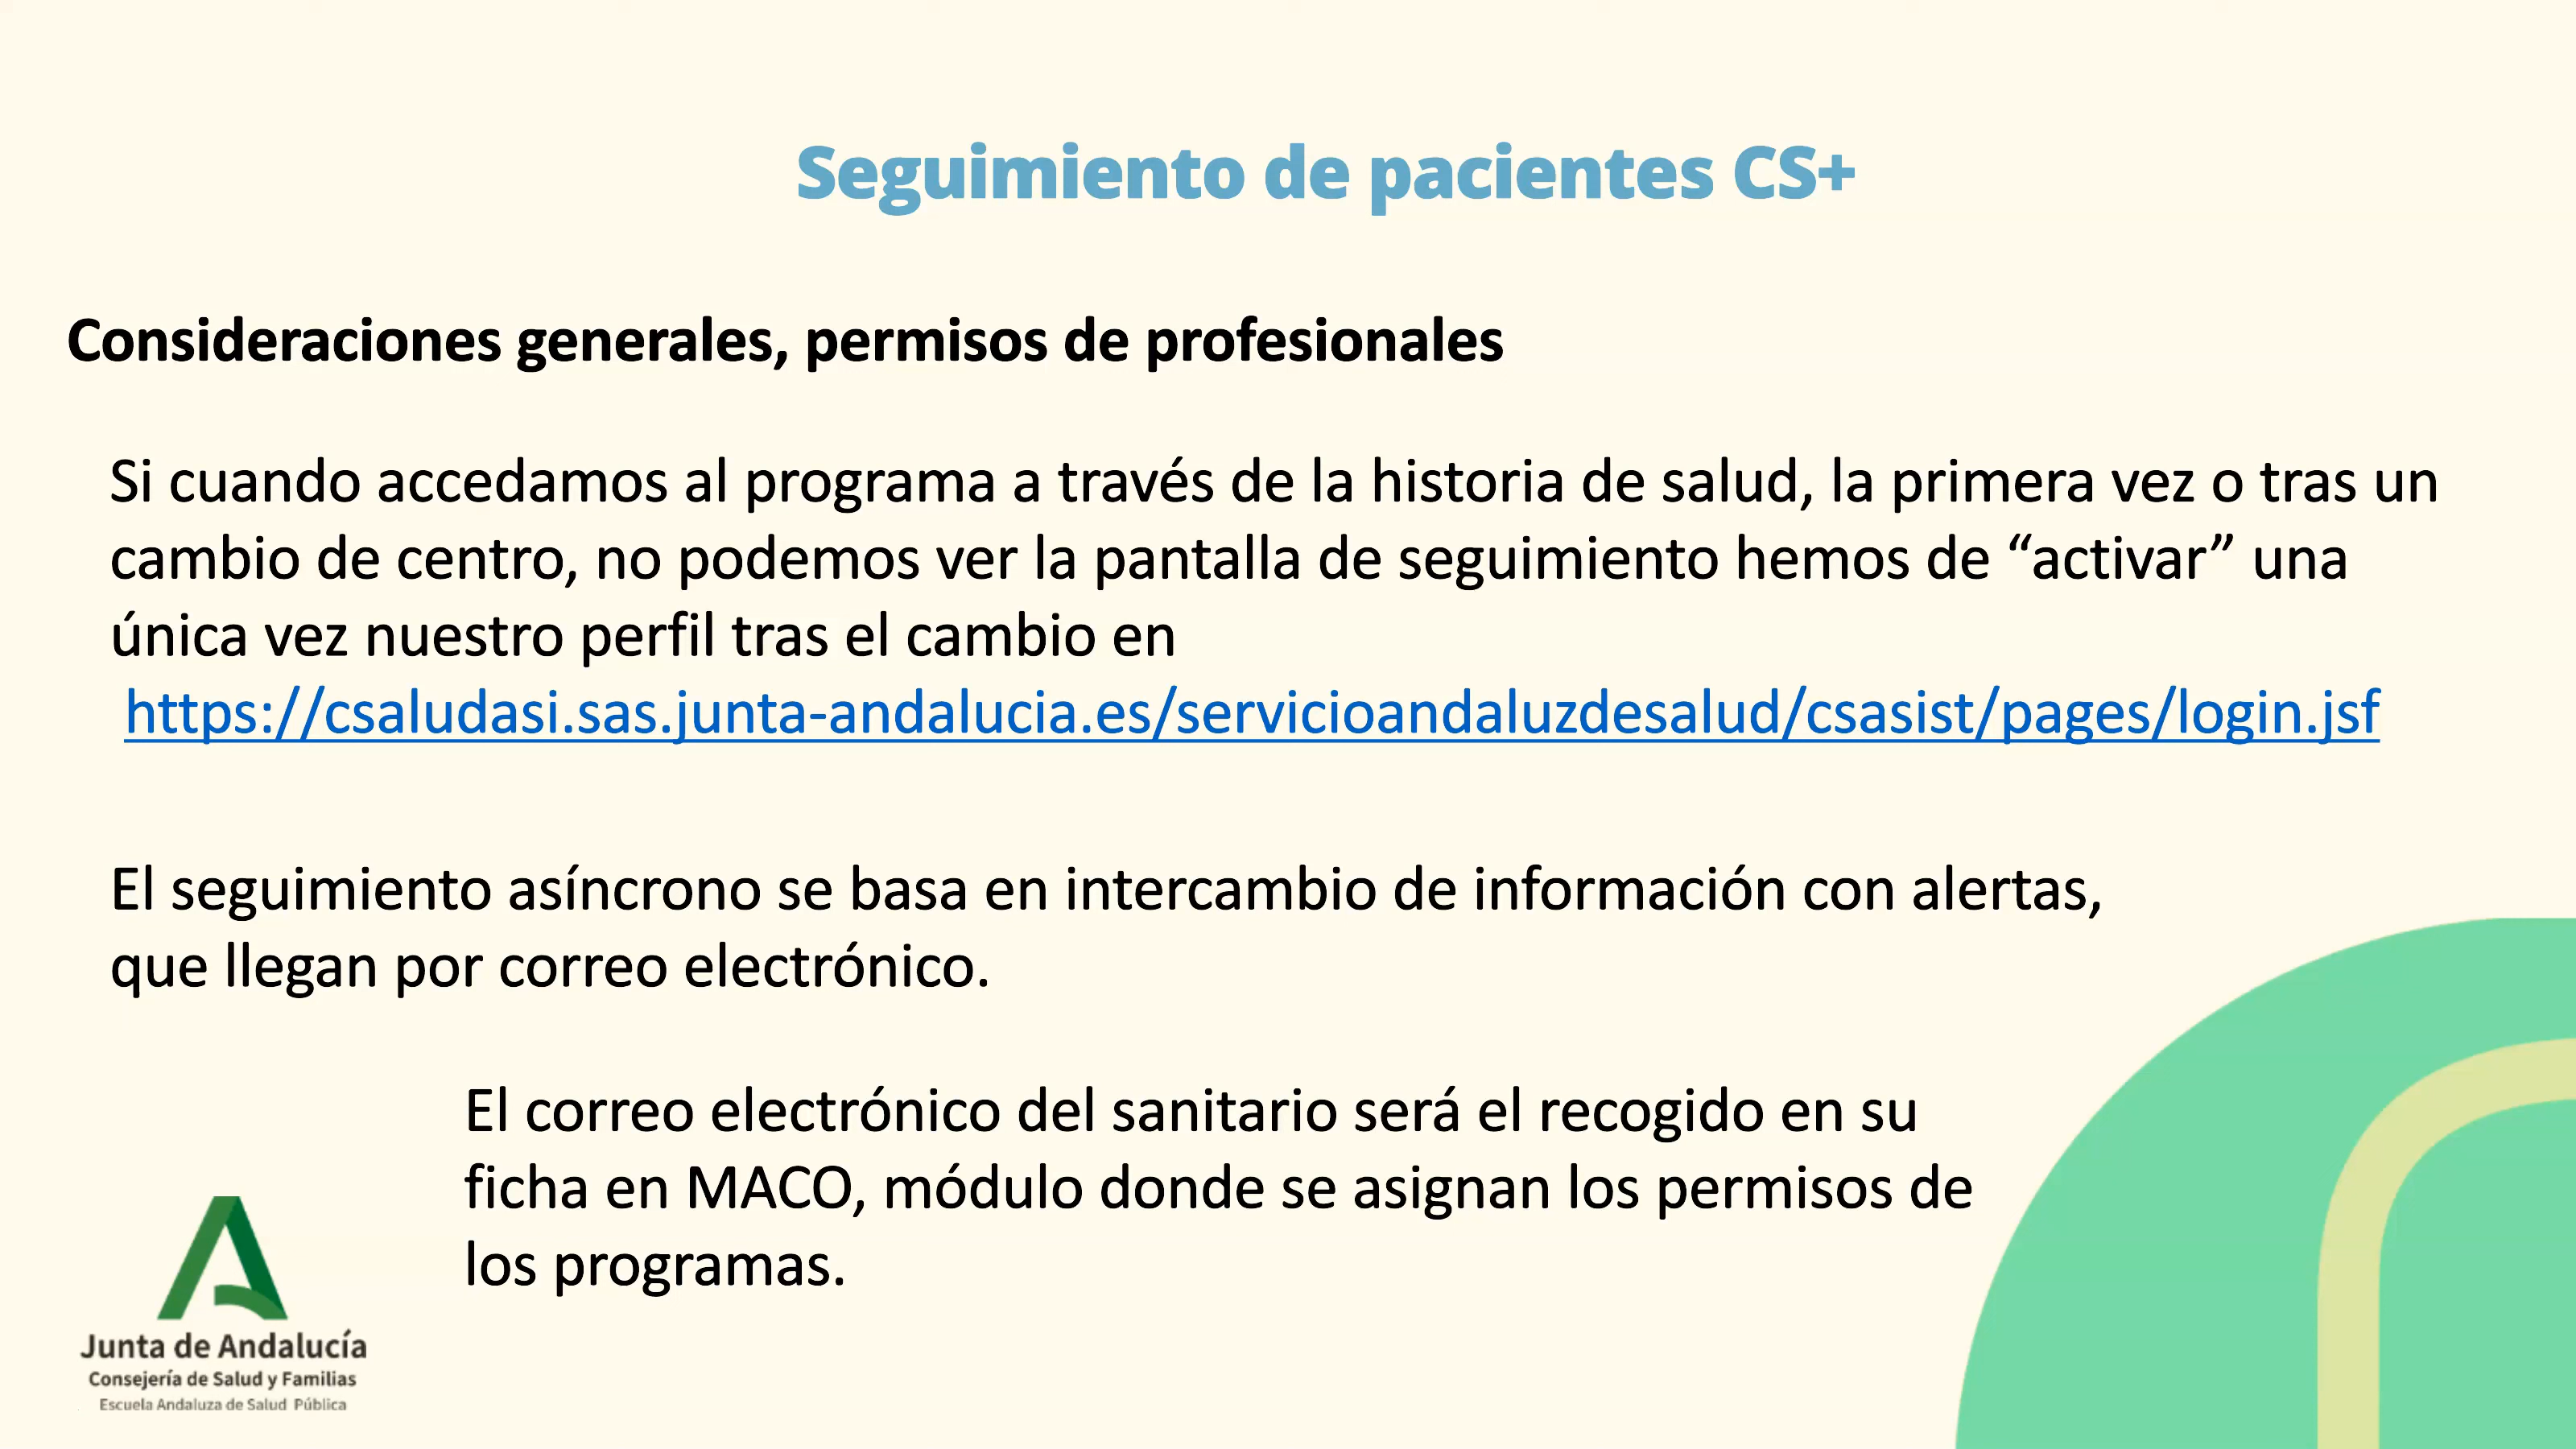 Seguimiento de pacientes CS+
Consideraciones generales, permisos de profesionales
Si cuando accedamos al programa a través de la historia de salud, la primera vez o tras un
cambio de centro, no podemos ver la pantalla de seguimiento hemos de “activar” una
única vez nuestro perfil tras el cambio en
https://csaludasi.sas.junta-andalucia.es/servicioandaluzdesalud/csasist/pages/login.jsf
El seguimiento asíncrono se basa en intercambio de información con alertas,
que llegan por correo electrónico.
El correo electrónico del sanitario será el recogido en su
ficha en MACO, módulo donde se asignan los permisos de
los programas.
Junta de Andalucía
Consejería de Salud y Familias
Escuela Andaluza de Salud Pública